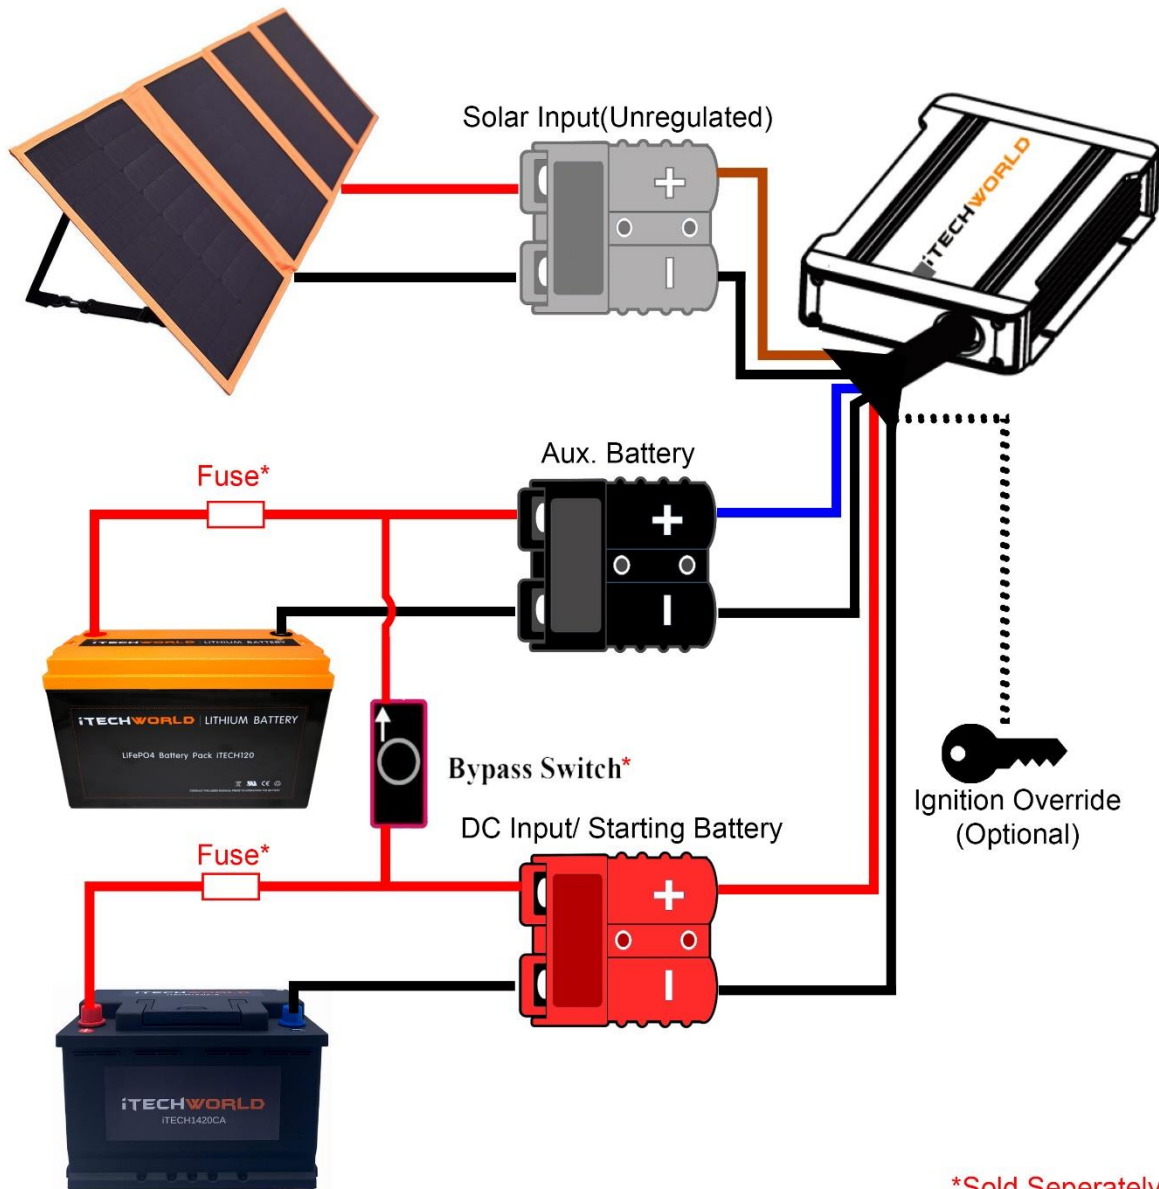 Solar Input(Unregulated)
+
−
iTECHWORLD
Aux. Battery
Fuse*
+
−
iTECHWORLD | LITHIUM BATTERY
iTECHWORLD | LITHIUM BATTERY
LiFePO4 Battery Pack iTECH120
Bypass Switch*
Ignition Override
(Optional)
DC Input/ Starting Battery
Fuse*
+
−
iTECHWORLD
iTECH1420CA
*Sold Seperately